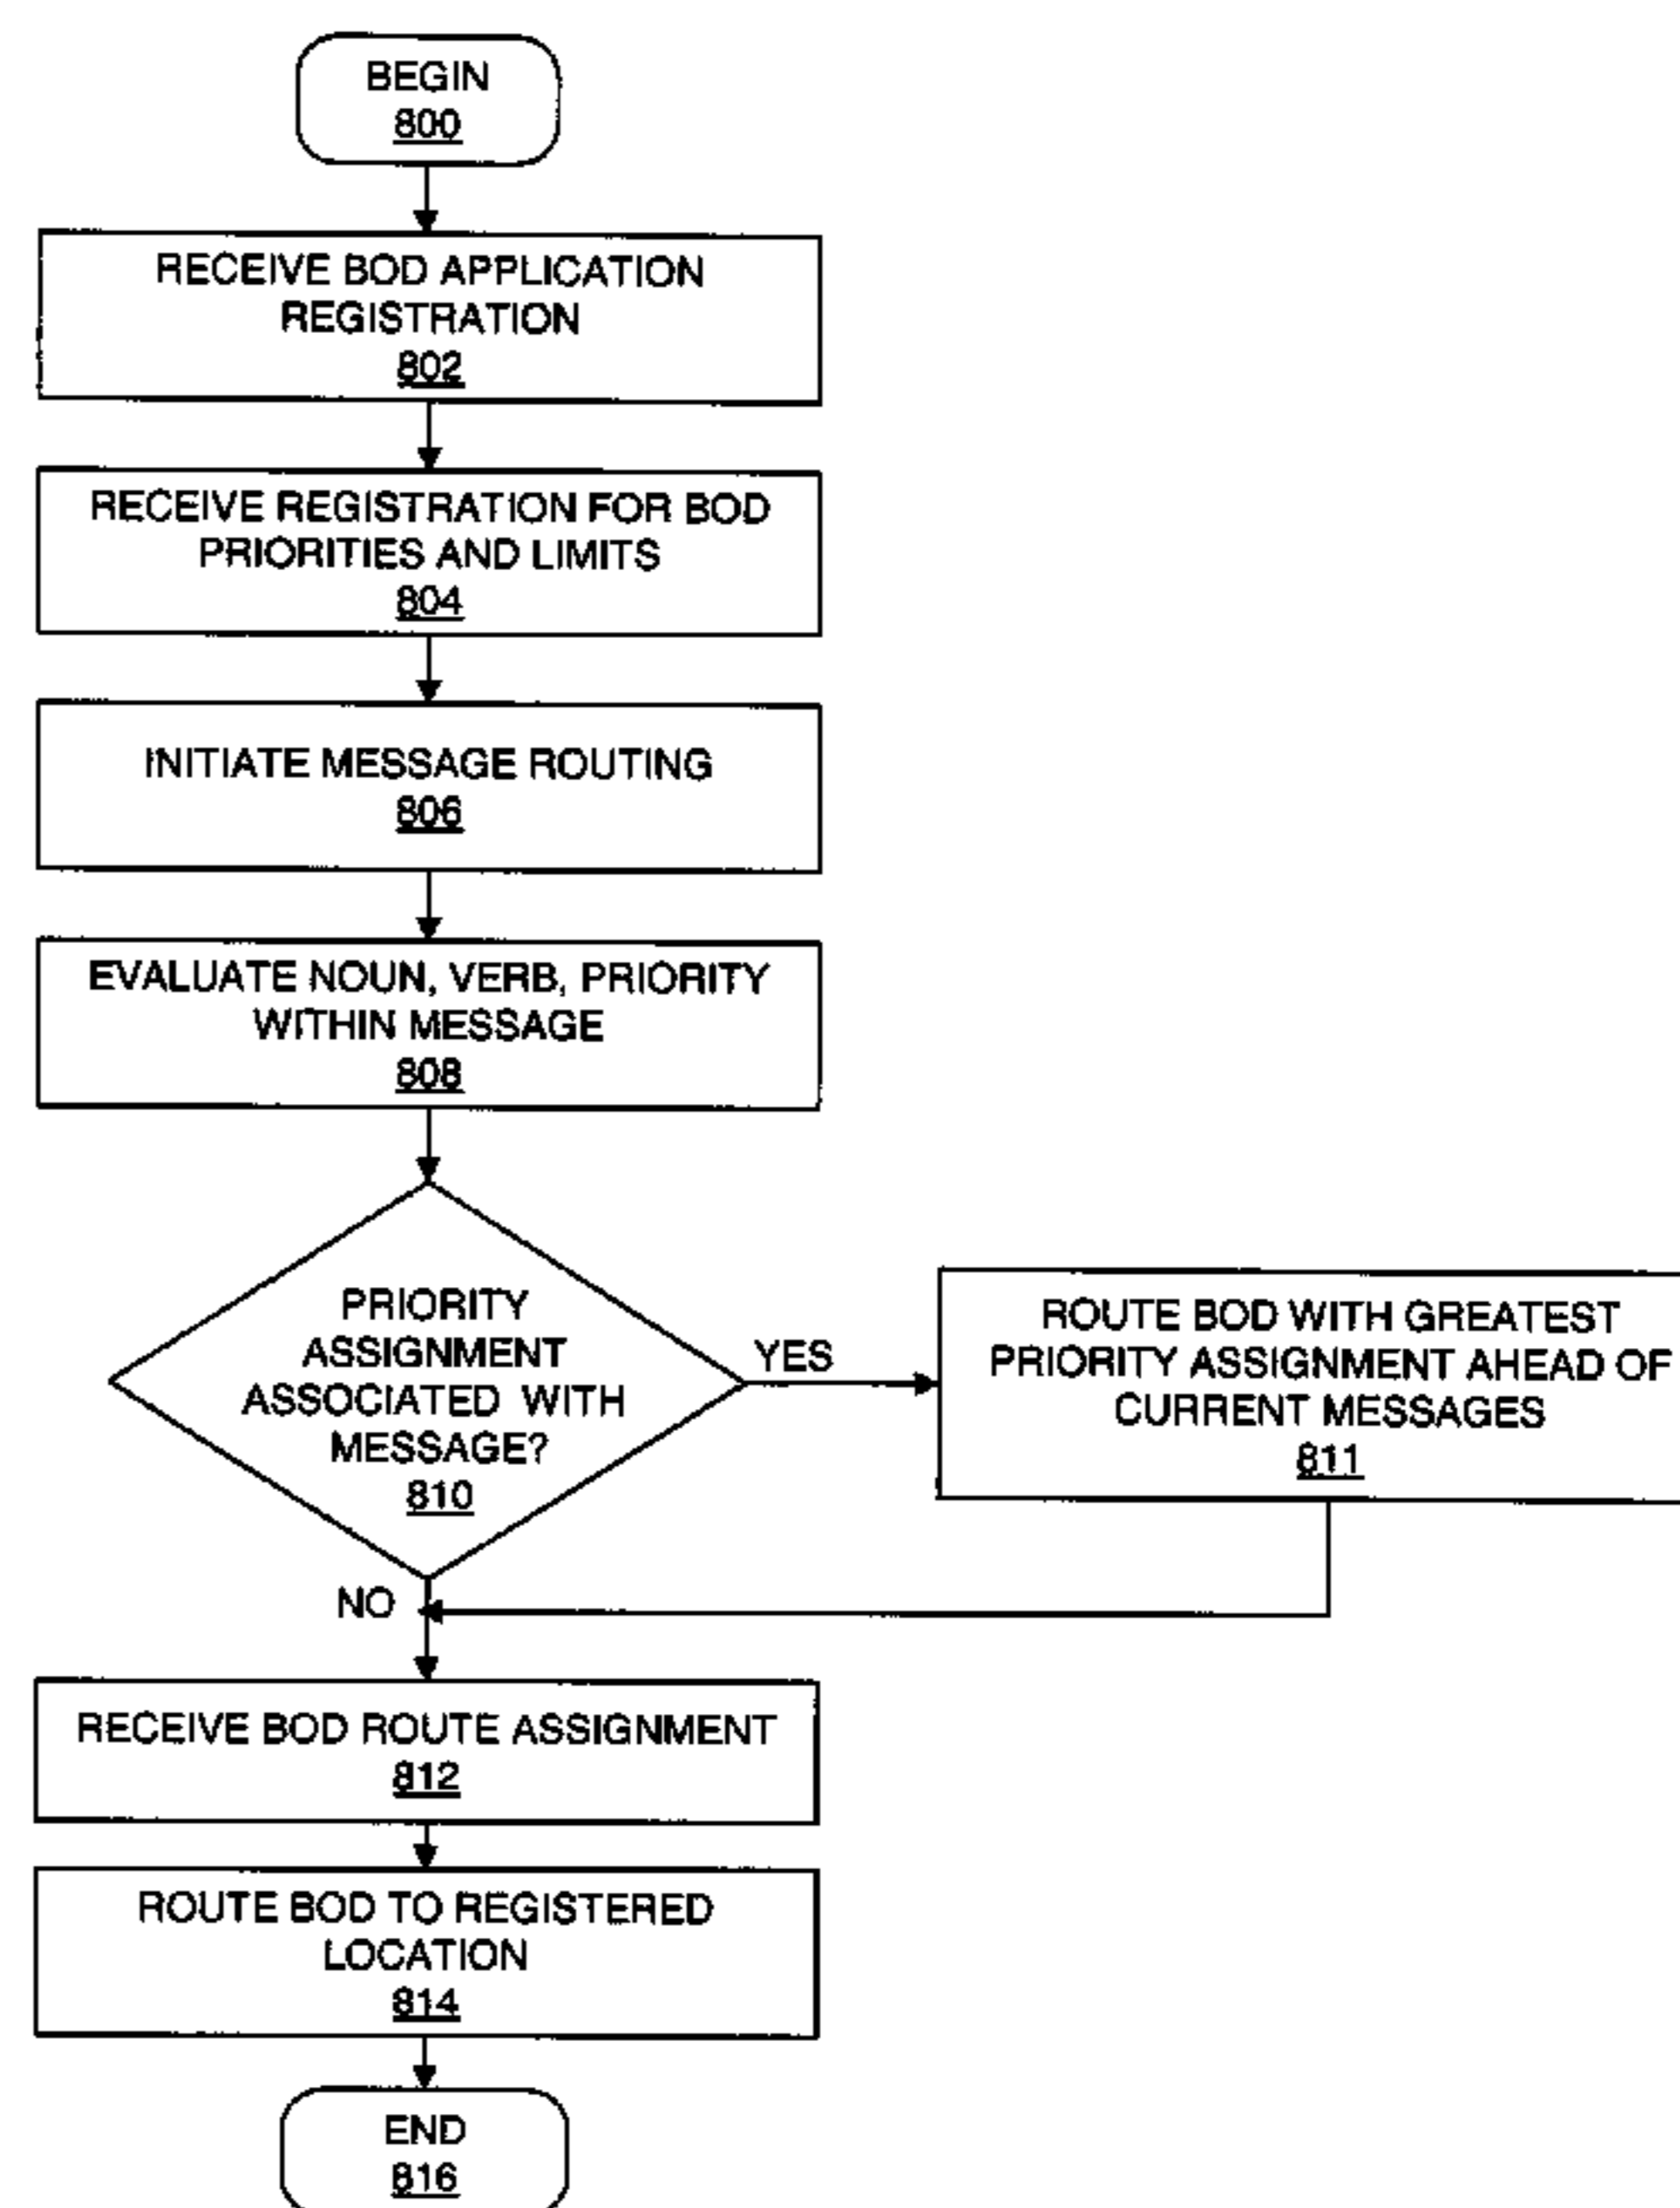 BEGIN
800
RECEIVE BOD APPLICATION
REGISTRATION
802
RECEIVE REGISTRATION FOR BOD
PRIORITIES AND LIMITS
804
INITIATE MESSAGE ROUTING
806
EVALUATE NOUN, VERB, PRIORITY
WITHIN MESSAGE
808
PRIORITY
ASSIGNMENT
ASSOCIATED WITH
MESSAGE?
810
YES
ROUTE BOD WITH GREATEST
PRIORITY ASSIGNMENT AHEAD OF
CURRENT MESSAGES
811
NO
RECEIVE BOD ROUTE ASSIGNMENT
812
ROUTE BOD TO REGISTERED
LOCATION
814
END
816